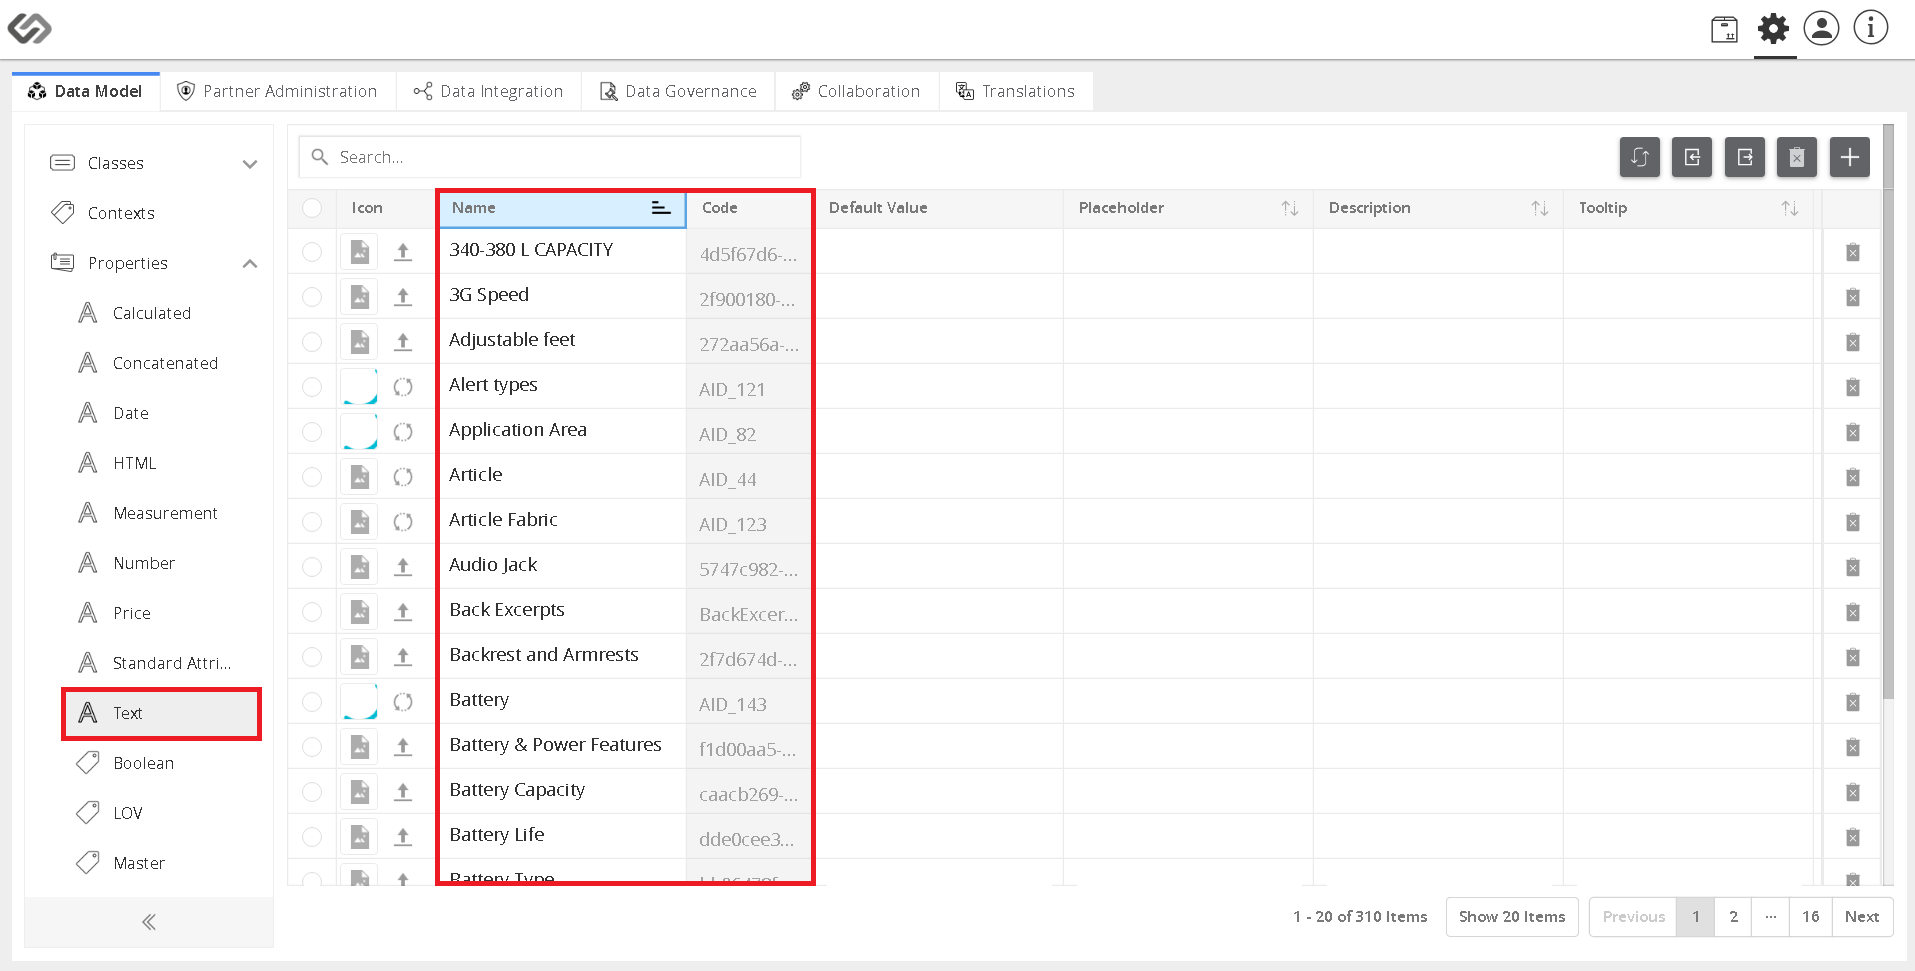 Data Model Partner Administration Data Integration Data Governance Collaboration Translations
Classes
Contexts
Properties
Calculated
Concatenated
Date
HTML
Measurement
Number
Price
Standard Attri...
Text
Boolean
LOV
Master
Search...
Icon Name Code Default Value Placeholder Description Tooltip
340-380 L CAPACITY 4d5f67d6-...
3G Speed 2f900180-...
Adjustable feet 272aa56a-...
Alert types AID_121
Application Area AID_82
Article AID_44
Article Fabric AID_123
Audio Jack 5747c982-...
Back Excerpts BackExcer...
Backrest and Armrests 2f7d674d-...
Battery AID_143
Battery & Power Features f1d00aa5-...
Battery Capacity caacb269-...
Battery Life dde0cee3...
Battery Type
1 - 20 of 310 Items Show 20 Items Previous 1 2 ... 16 Next